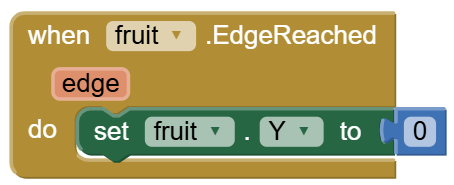 when fruit .EdgeReached
edge
do set fruit . Y to 0